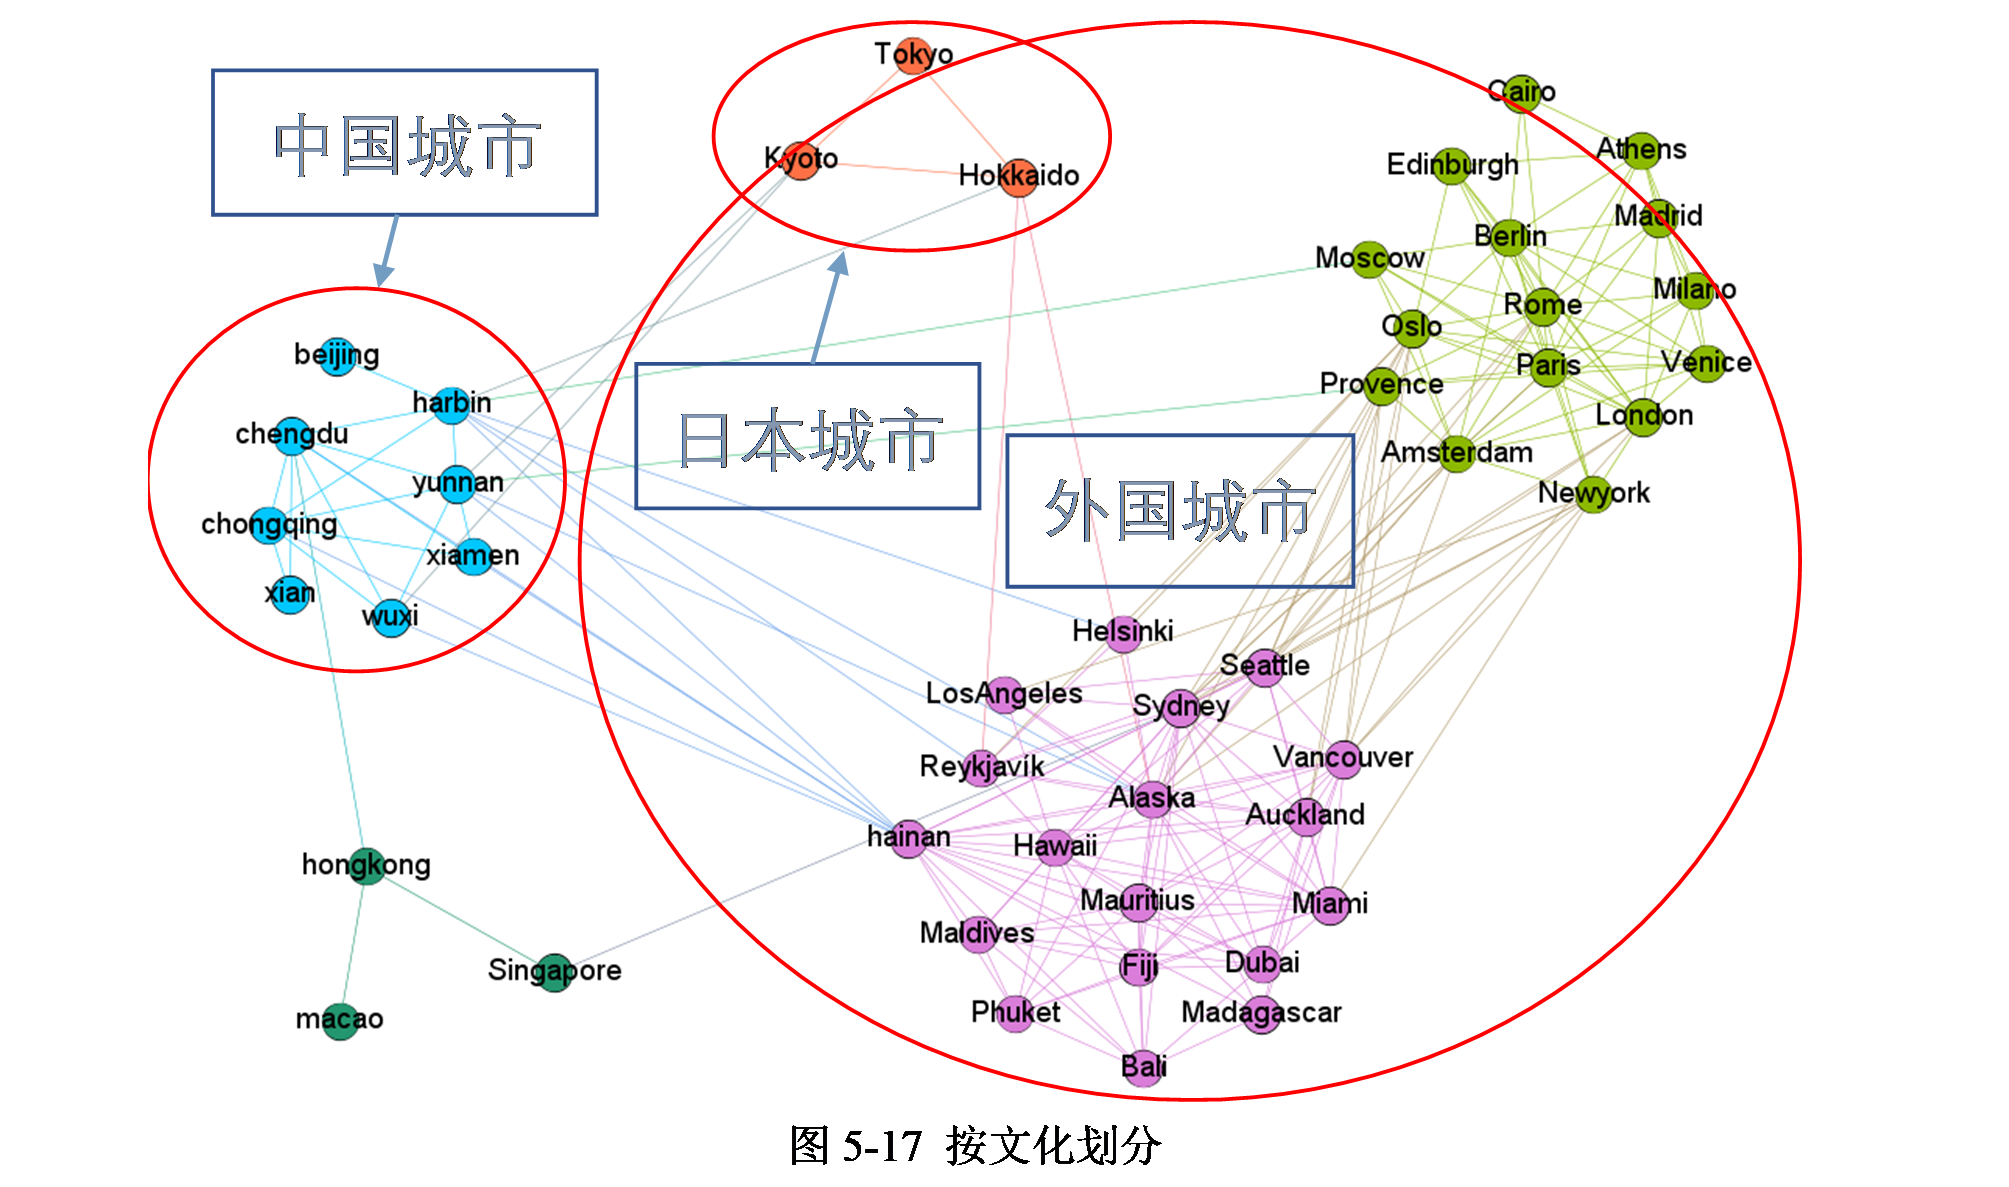 Tokyo
Cairo
中国城市
Kyoto
Hokkaido
Edinburgh
Athens
Madrid
Berlin
Moscow
Milano
Rome
Oslo
Paris
Venice
Provence
London
Amsterdam
Newyork
beijing
harbin
chengdu
yunnan
chongqing
xiamen
xian
wuxi
日本城市
外国城市
Helsinki
Seattle
LosAngeles
Sydney
Vancouver
Reykjavík
Alaska
Auckland
hainan
Hawaii
Mauritius
Miami
Maldives
Fiji
Dubai
Phuket
Madagascar
Bali
hongkong
Singapore
macao
图 5-17 按文化划分